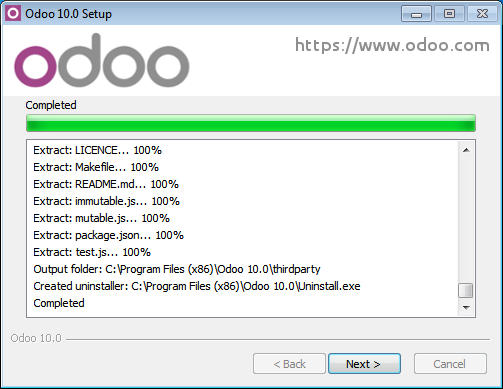 Odoo 10.0 Setup
odoo
https://www.odoo.com
Completed
Extract: LICENCE... 100%
Extract: Makefile... 100%
Extract: README.md... 100%
Extract: immutable.js... 100%
Extract: mutable.js... 100%
Extract: package.json... 100%
Extract: test.js... 100%
Output folder: C:\Program Files (x86)\Odoo 10.0\thirdparty
Created uninstaller: C:\Program Files (x86)\Odoo 10.0\Uninstall.exe
Completed
Odoo 10.0
< Back
Next >
Cancel